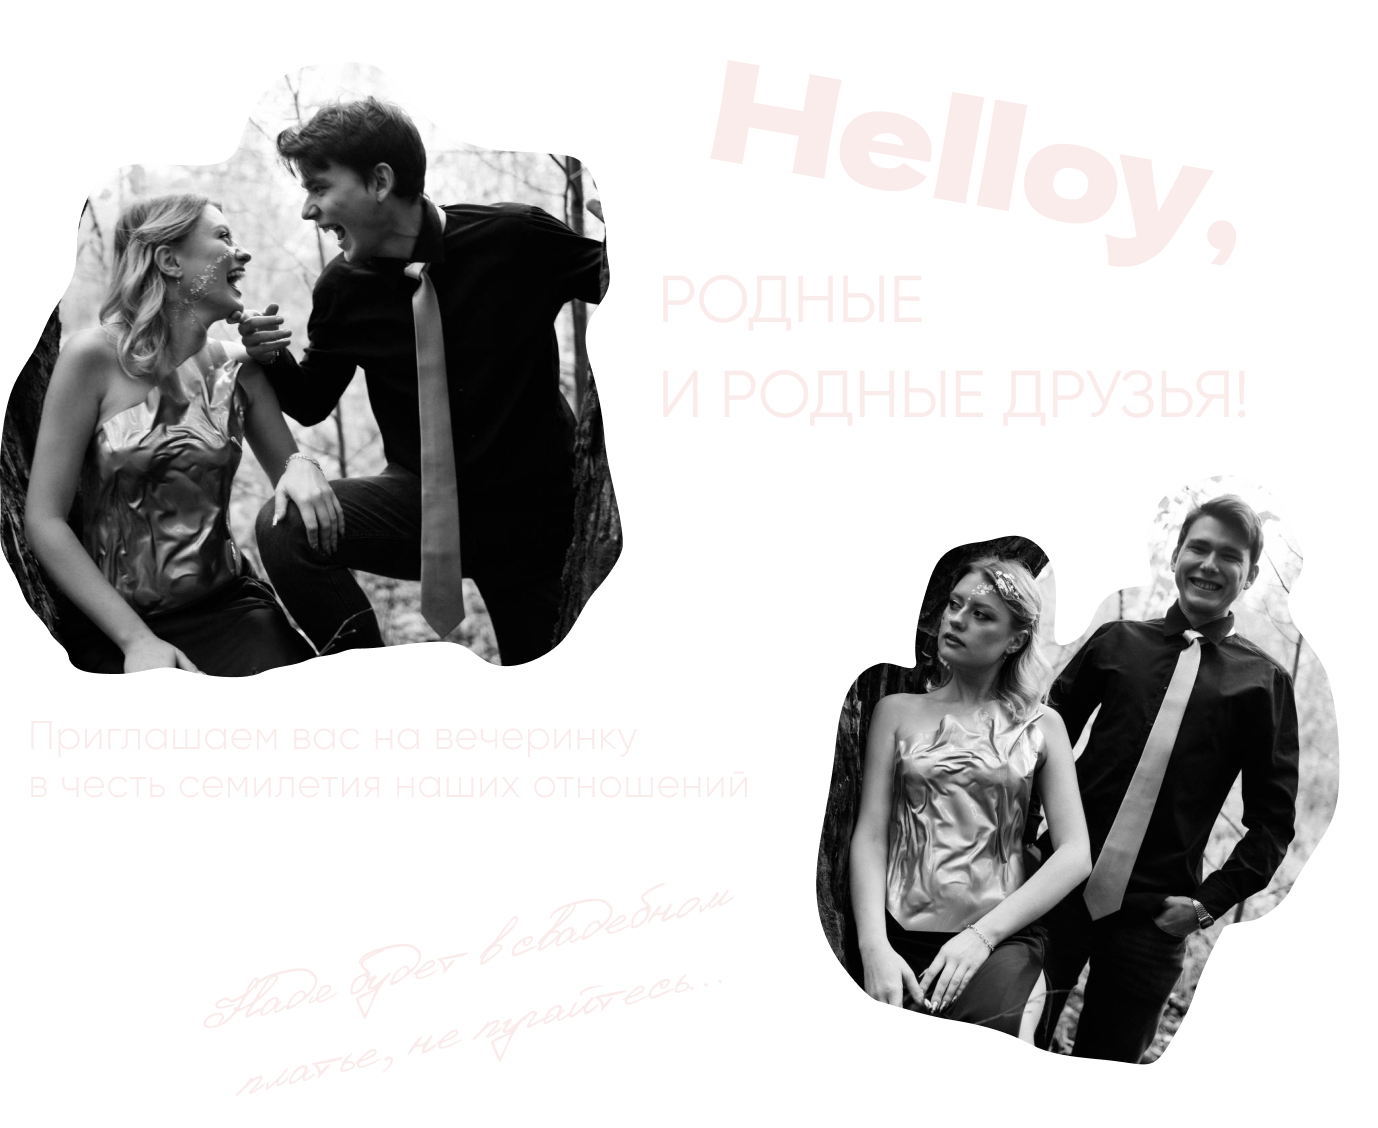 Helloy,
РОДНЫЕ
И РОДНЫЕ ДРУЗЬЯ!
Приглашаем вас на вечеринку
в честь семилетия наших отношений
Надя будет в свадебном
платье, не пугайтесь...